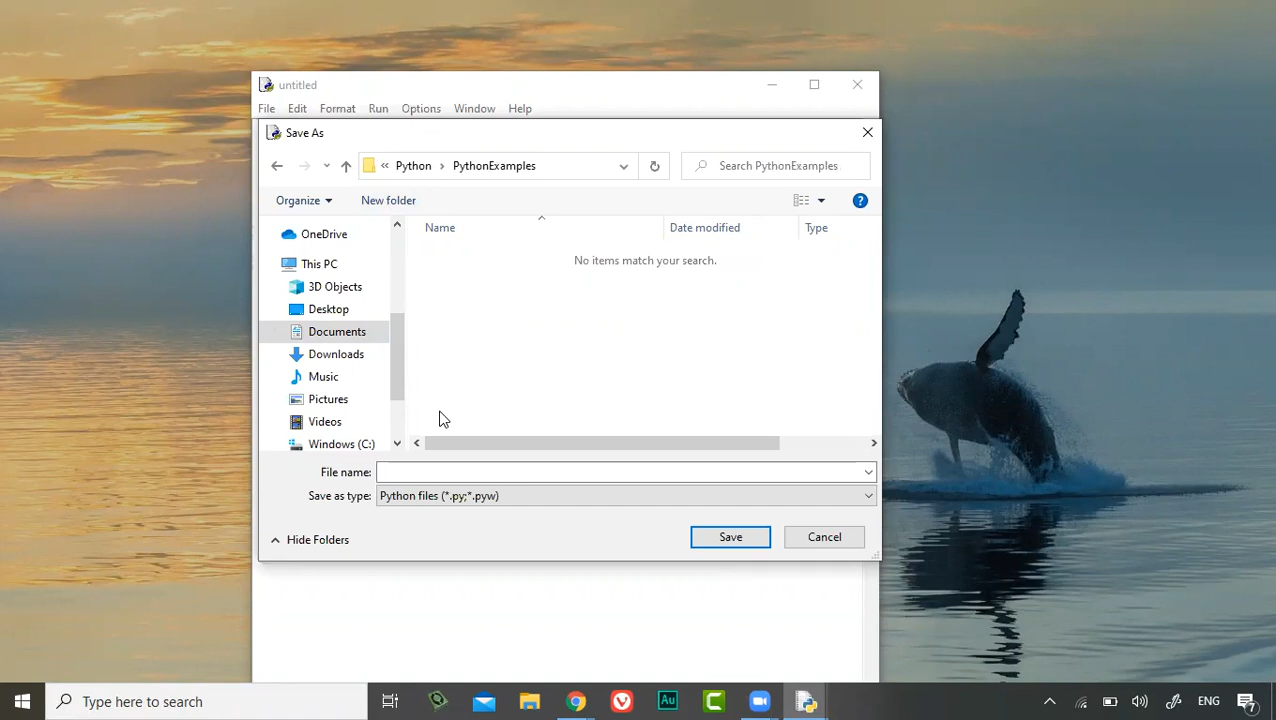 untitled
File Edit Format Run Options Window Help
Save As
« Python › PythonExamples
Search PythonExamples
Organize New folder
Name Date modified Type
No items match your search.
OneDrive
This PC
3D Objects
Desktop
Documents
Downloads
Music
Pictures
Videos
Windows (C:)
File name:
Save as type: Python files (*.py;*.pyw)
Hide Folders Save Cancel
Type here to search Au C ENG 7